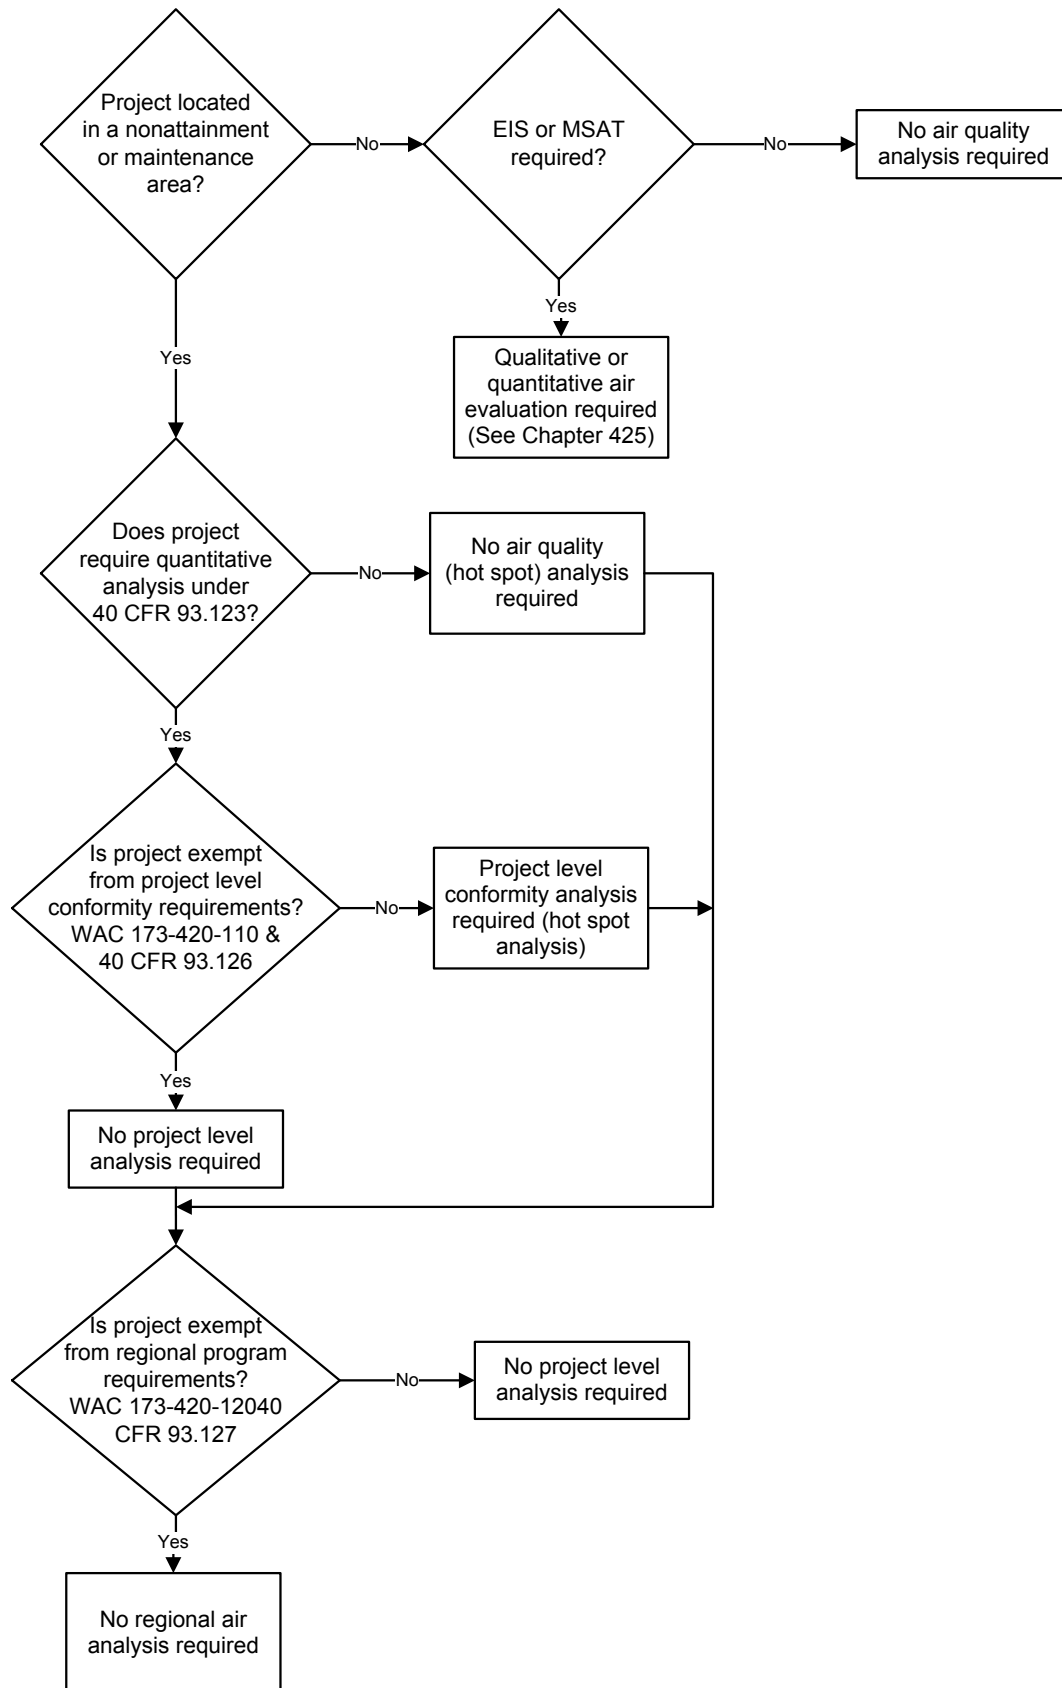 Project located
in a nonattainment
or maintenance
area?
No
EIS or MSAT
required?
No
No air quality
analysis required
Yes
Yes
Qualitative or
quantitative air
evaluation required
(See Chapter 425)
Does project
require quantitative
analysis under
40 CFR 93.123?
No
No air quality
(hot spot) analysis
required
Yes
Is project exempt
from project level
conformity requirements?
WAC 173-420-110 &
40 CFR 93.126
No
Project level
conformity analysis
required (hot spot
analysis)
Yes
No project level
analysis required
Is project exempt
from regional program
requirements?
WAC 173-420-12040
CFR 93.127
No
No project level
analysis required
Yes
No regional air
analysis required